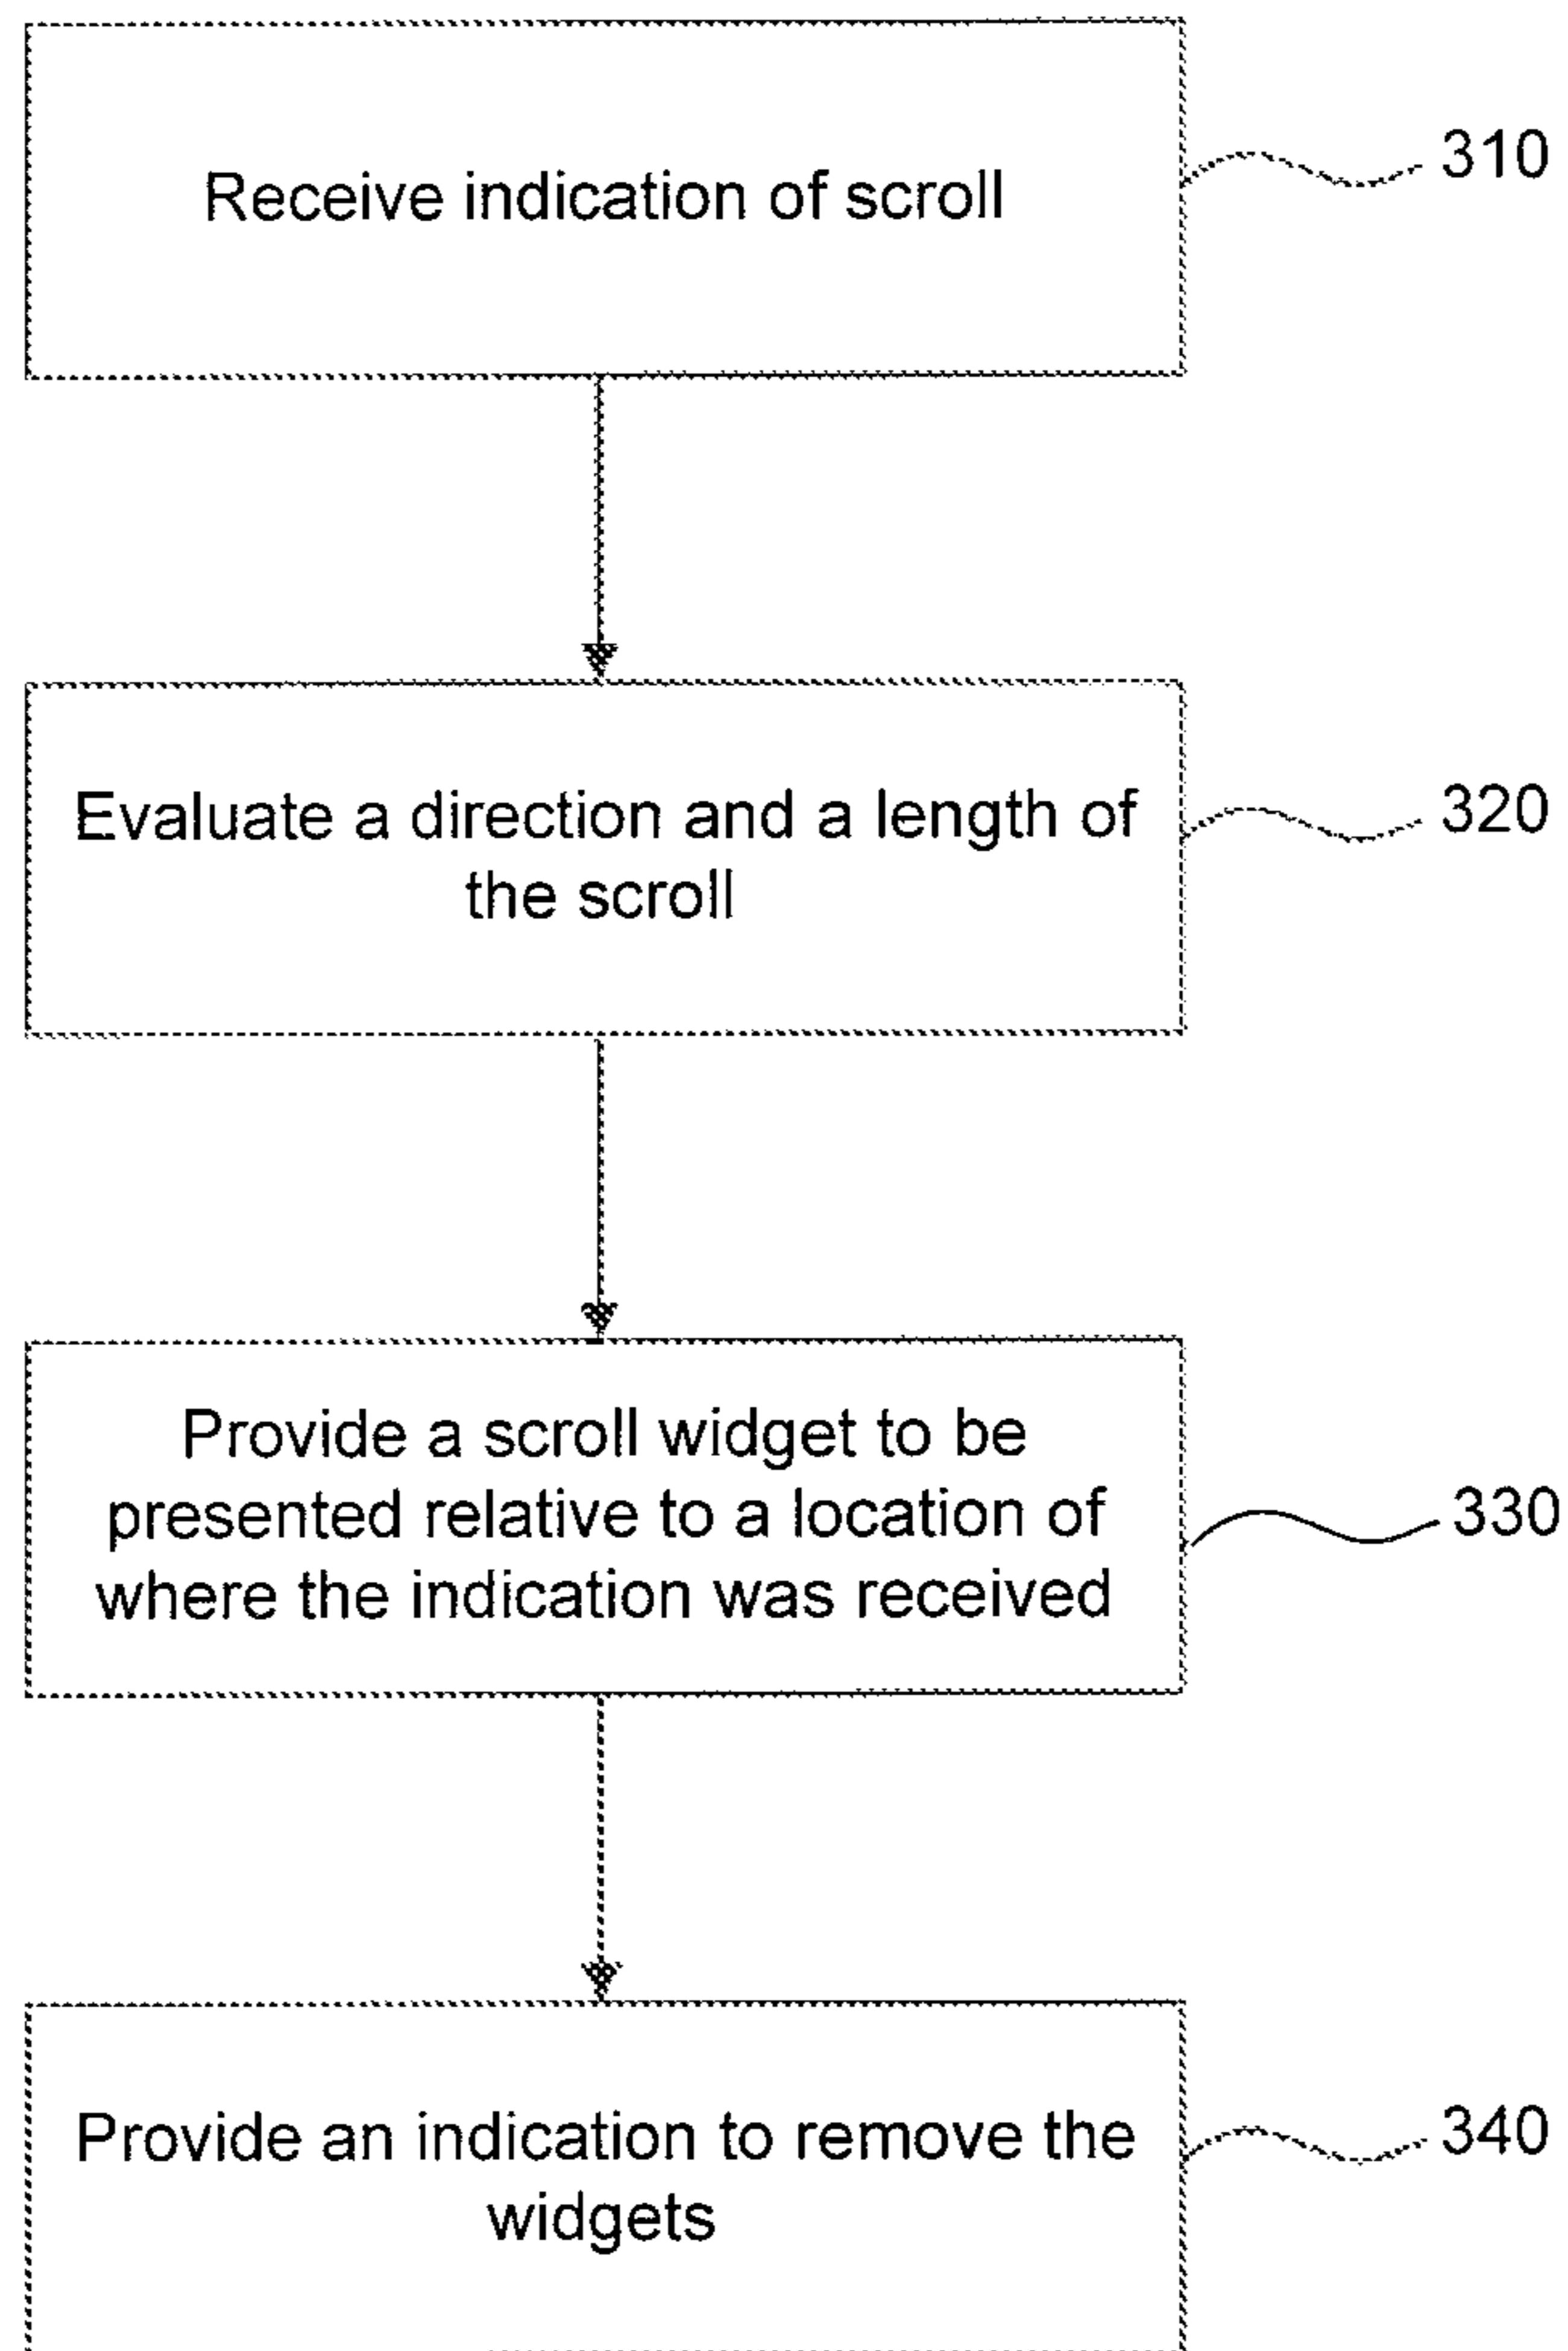 Receive indication of scroll
310
Evaluate a direction and a length of
the scroll
320
Provide a scroll widget to be
presented relative to a location of
where the indication was received
330
Provide an indication to remove the
widgets
340